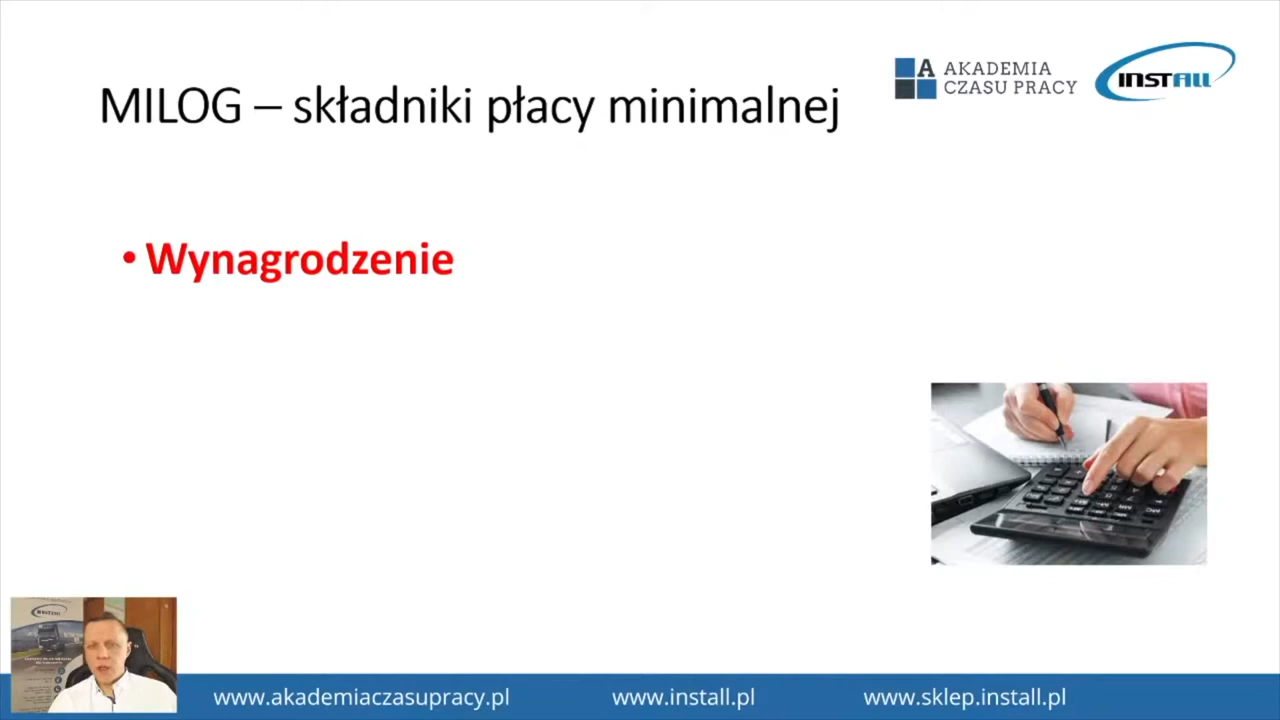 MILOG – składniki płacy minimalnej
A AKADEMIA
CZASU PRACY
INSTALL
• Wynagrodzenie
www.akademiaczasupracy.pl
www.install.pl
www.sklep.install.pl